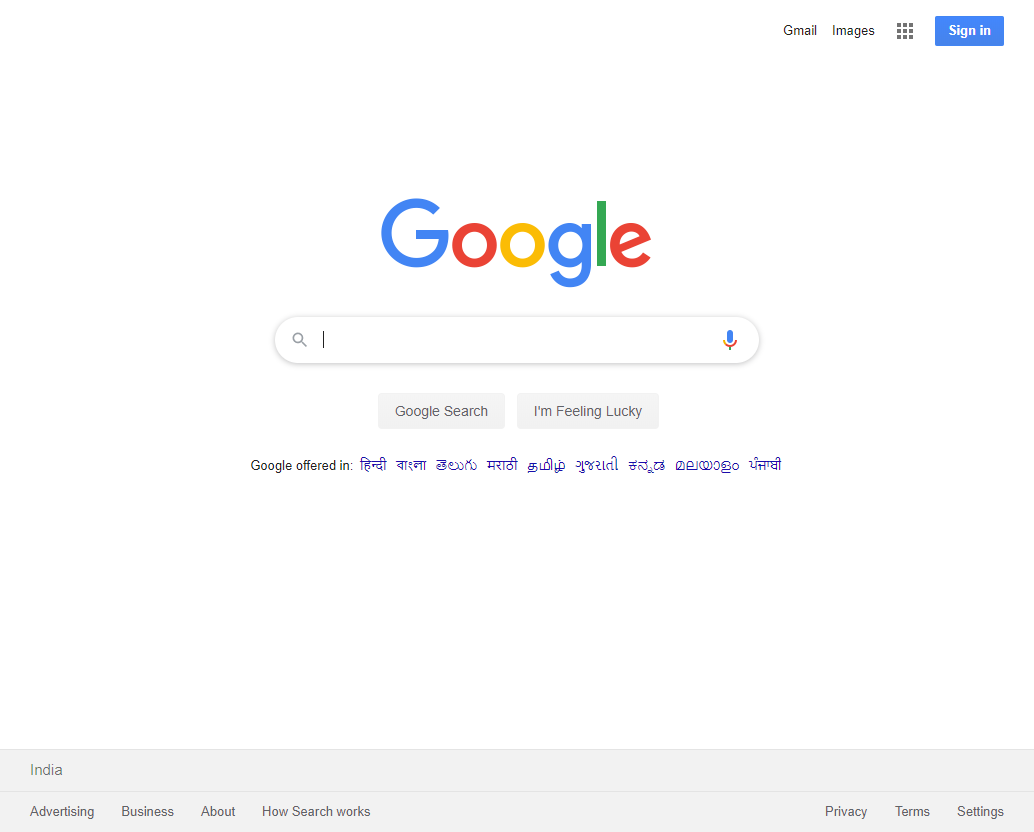 Gmail Images Sign in
Google
Google Search I'm Feeling Lucky
Google offered in: हिन्दी বাংলা తెలుగు मराठी தமிழ் ગુજરાતી ಕನ್ನಡ മലയാളം ਪੰਜਾਬੀ
India
Advertising Business About How Search works Privacy Terms Settings